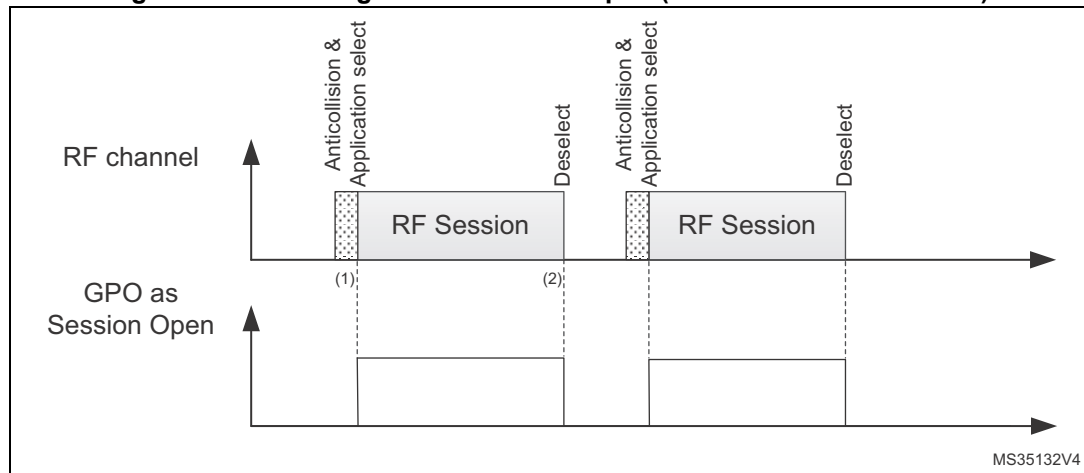 Anticollision &
Application select
Deselect
Anticollision &
Application select
Deselect
RF channel
RF Session
RF Session
(1)
(2)
GPO as
Session Open
MS35132V4